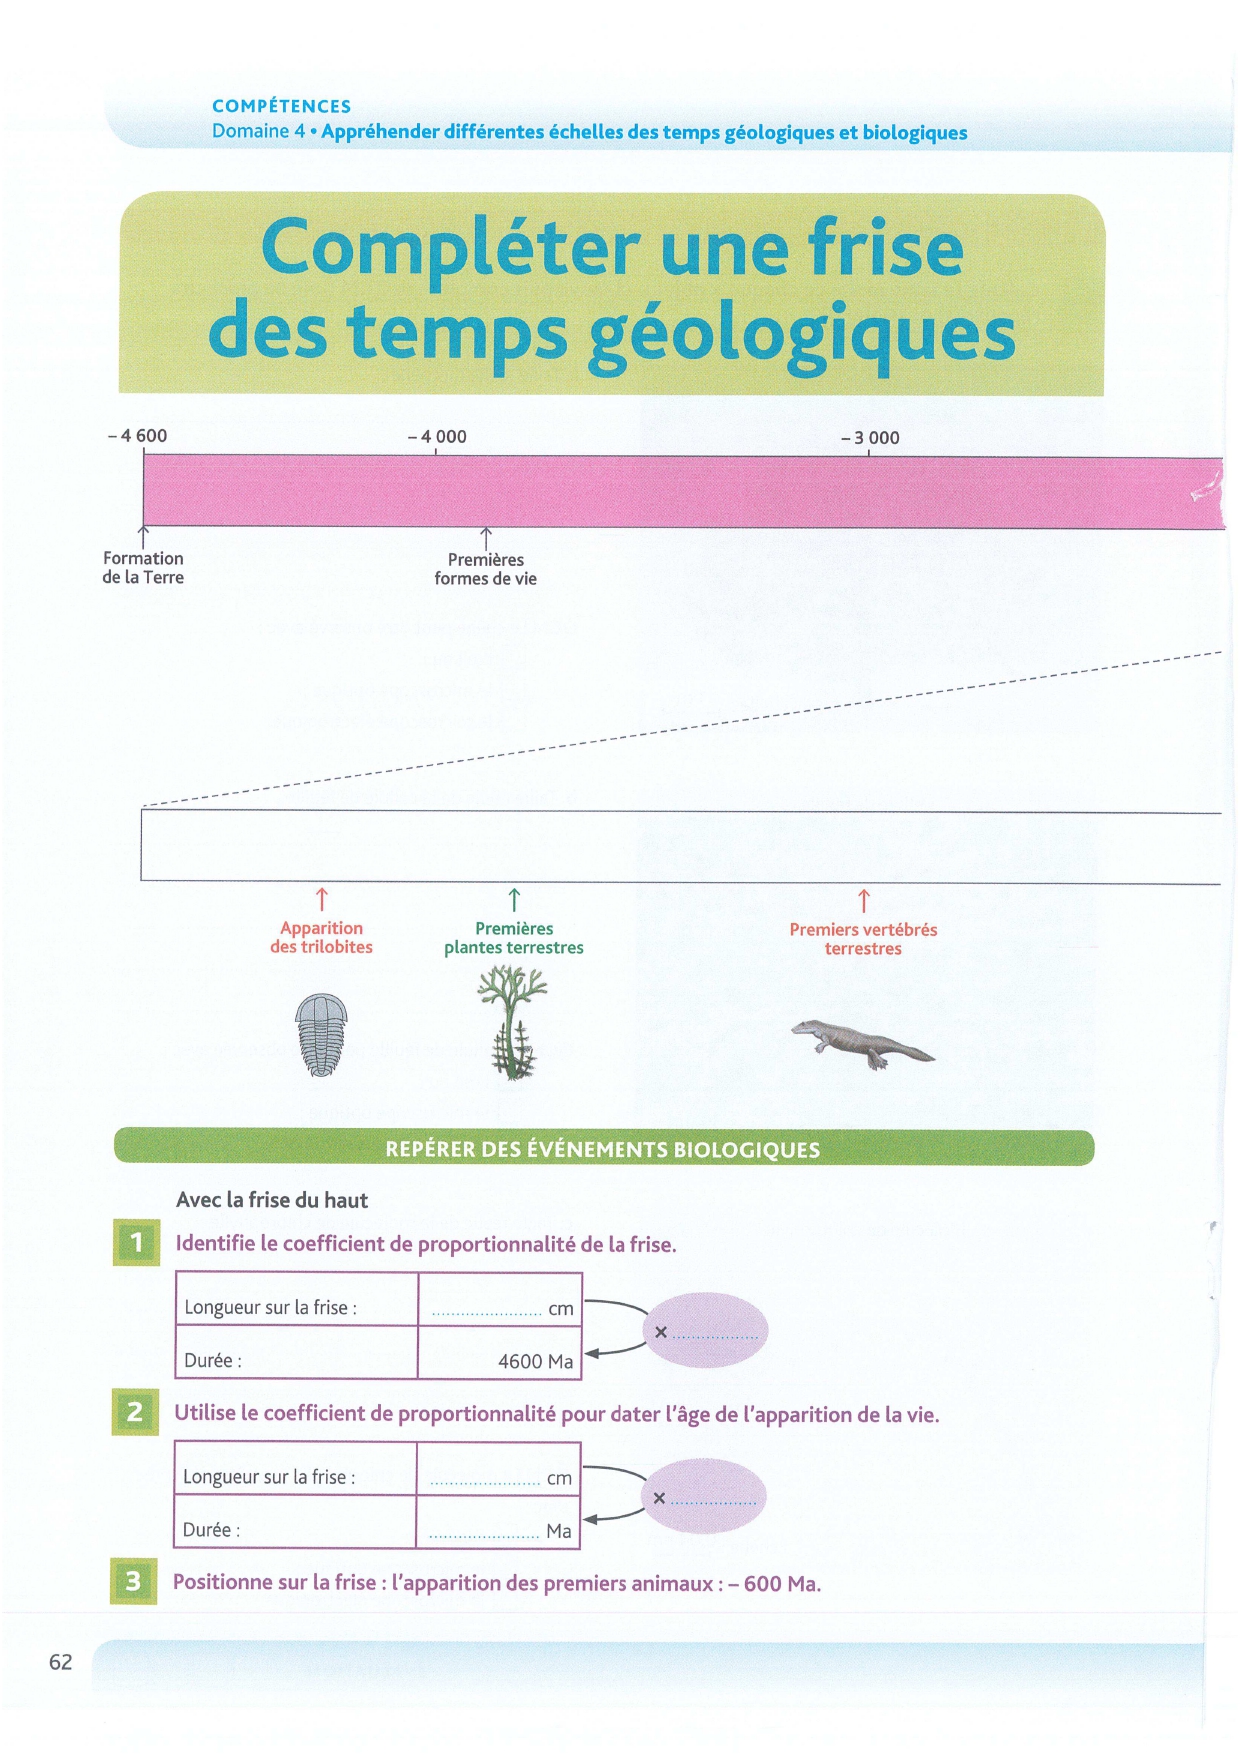 COMPÉTENCES
Domaine 4 • Appréhender différentes échelles des temps géologiques et biologiques
Compléter une frise
des temps géologiques
– 4 600
– 4 000
– 3 000
Formation
de la Terre
Premières
formes de vie
Apparition
des trilobites
Premières
plantes terrestres
Premiers vertébrés
terrestres
REPÉRER DES ÉVÉNEMENTS BIOLOGIQUES
Avec la frise du haut
1 Identifie le coefficient de proportionnalité de la frise.
Longueur sur la frise : ....................... cm
× ..................
Durée : 4600 Ma
2 Utilise le coefficient de proportionnalité pour dater l'âge de l'apparition de la vie.
Longueur sur la frise : ....................... cm
× ..................
Durée : ....................... Ma
3 Positionne sur la frise : l'apparition des premiers animaux : – 600 Ma.
62